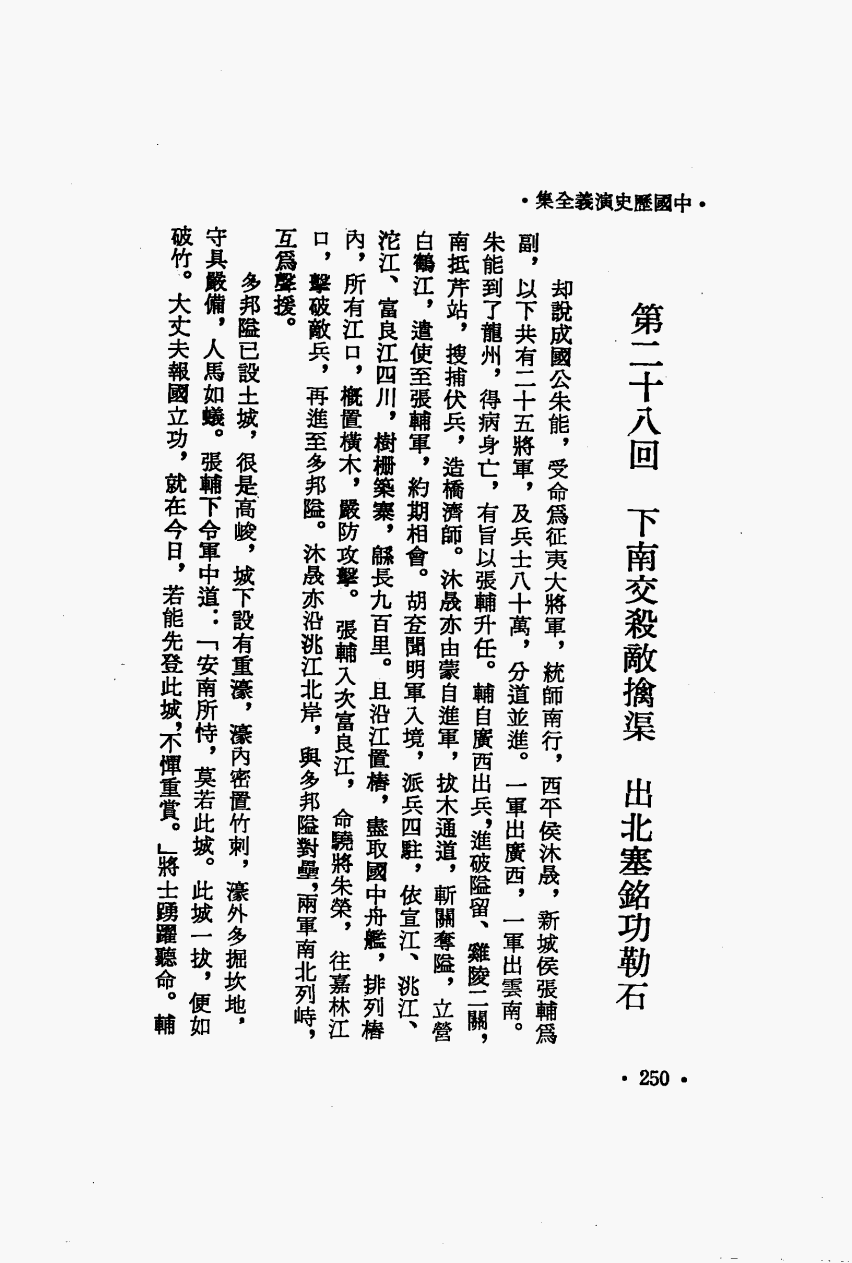 •中國歷史演義全集•
第二十八回　下南交殺敵擒渠　出北塞銘功勒石
却說成國公朱能，受命爲征夷大將軍，統師南行，西平侯沐晟，新城侯張輔爲
副，以下共有二十五將軍，及兵士八十萬，分道並進。一軍出廣西，一軍出雲南。
朱能到了龍州，得病身亡，有旨以張輔升任。輔自廣西出兵，進破隘留、雞陵二關，
南抵芹站，搜捕伏兵，造橋濟師。沐晟亦由蒙自進軍，拔木通道，斬關奪隘，立營
白鶴江，遣使至張輔軍，約期相會。胡𡗨聞明軍入境，派兵四駐，依宣江、洮江、
沱江、富良江四川，樹柵築寨，緜長九百里。且沿江置樁，盡取國中舟艦，排列樁
內，所有江口，概置橫木，嚴防攻擊。張輔入次富良江，命驍將朱榮，往嘉林江
口，擊破敵兵，再進至多邦隘。沐晟亦沿洮江北岸，與多邦隘對壘，兩軍南北列峙，
互爲聲援。
多邦隘已設土城，很是高峻，城下設有重濠，濠內密置竹刺，濠外多掘坎地，
守具嚴備，人馬如蟻。張輔下令軍中道：「安南所恃，莫若此城。此城一拔，便如
破竹。大丈夫報國立功，就在今日，若能先登此城，不憚重賞。」將士踴躍聽命。輔
•250•